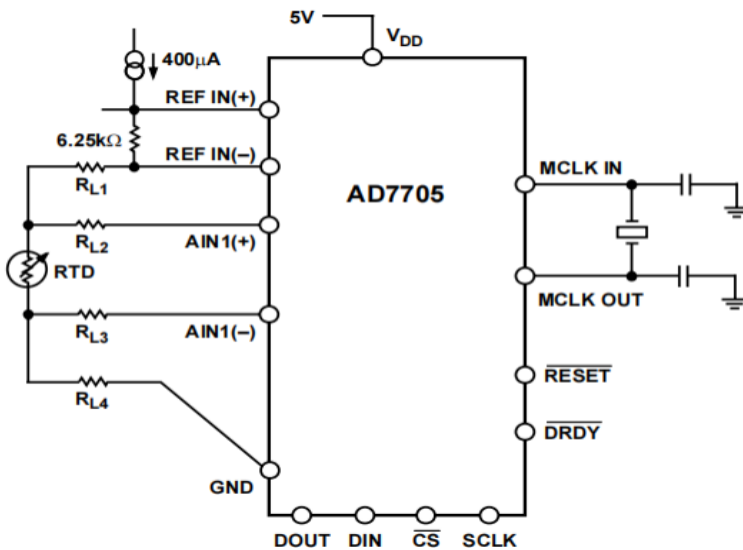 5V
VDD
400μA
REF IN(+)
6.25kΩ
REF IN(–)
RL1
MCLK IN
AD7705
RL2
AIN1(+)
RTD
MCLK OUT
RL3
AIN1(–)
RESET
RL4
DRDY
GND
DOUT DIN CS SCLK